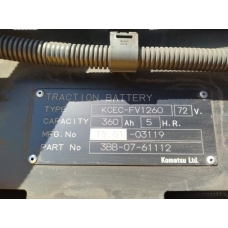 TRACTION BATTERY
TYPE KCEC-FV1260 72 V.
CAPACITY 360 Ah 5 H.R.
MFG.No -03119
PART No 3BB-07-61112
Komatsu Ltd.